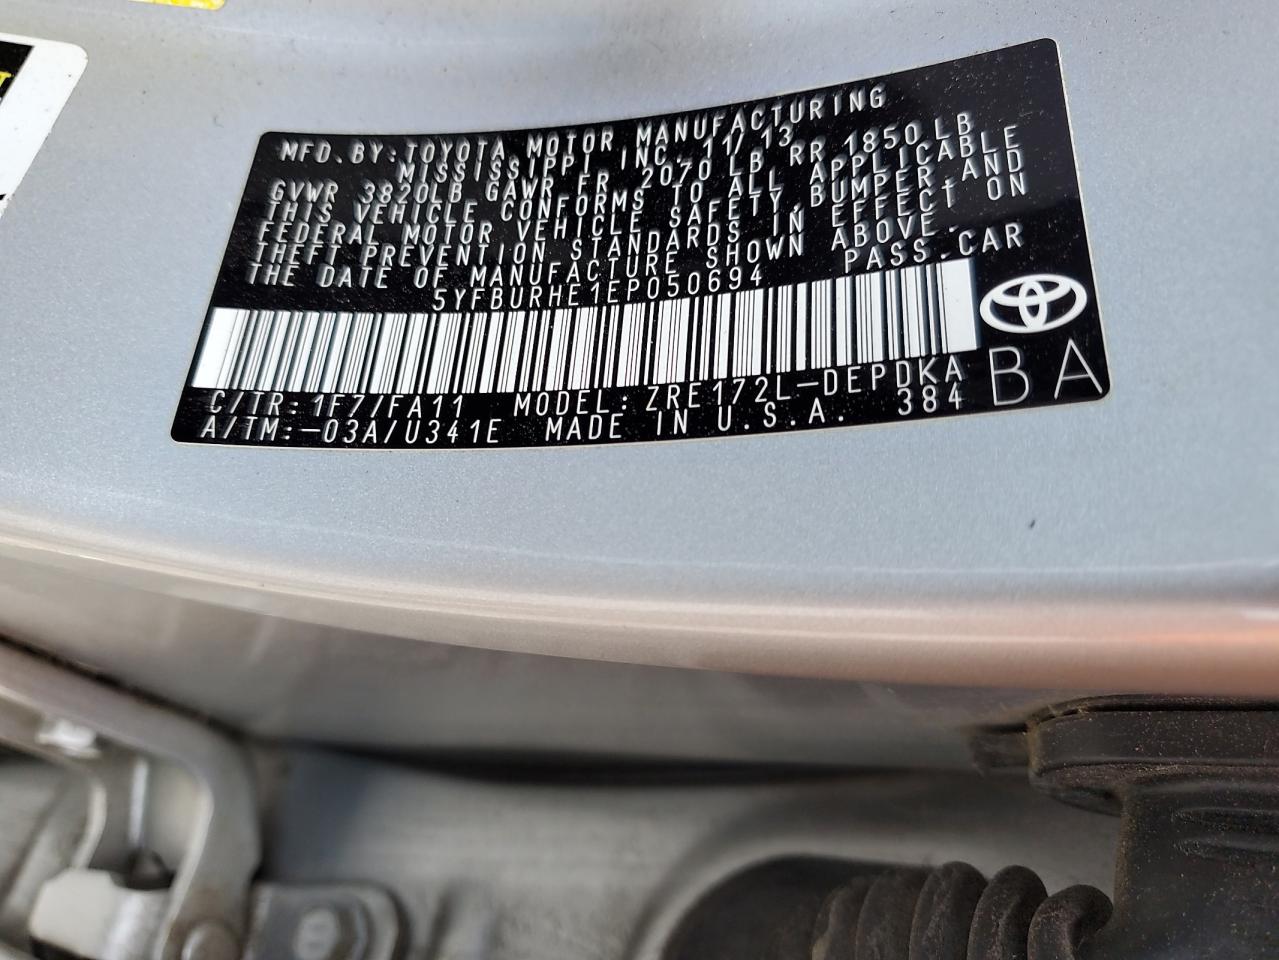 MFD.BY:TOYOTA MOTOR MANUFACTURING
MISSISSIPPI, INC. 11/13
GVWR 3820LB GAWR FR 2070 LB RR 1850LB
THIS VEHICLE CONFORMS TO ALL APPLICABLE
FEDERAL MOTOR VEHICLE SAFETY, BUMPER, AND
THEFT PREVENTION STANDARDS IN EFFECT ON
THE DATE OF MANUFACTURE SHOWN ABOVE.
5YFBURHE1EP050694 PASS.CAR
C/TR: 1F7/FA11 MODEL: ZRE172L-DEPDKA
A/TM:-03A/U341E MADE IN U.S.A. 384
BA